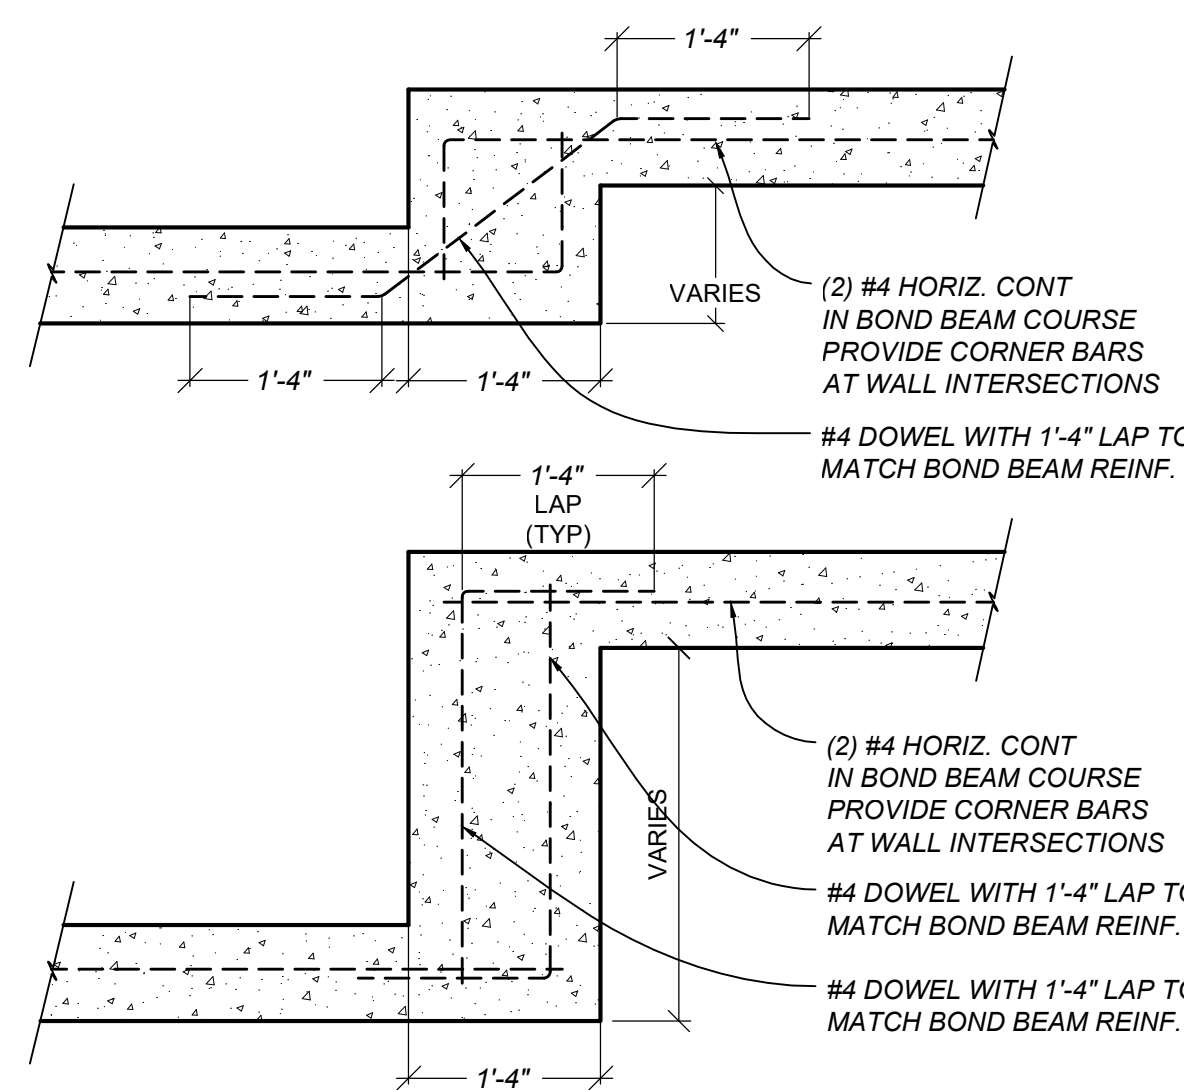 1'-4"
VARIES
(2) #4 HORIZ. CONT
IN BOND BEAM COURSE
PROVIDE CORNER BARS
AT WALL INTERSECTIONS
1'-4"
1'-4"
#4 DOWEL WITH 1'-4" LAP TO
MATCH BOND BEAM REINF.
1'-4"
LAP
(TYP)
(2) #4 HORIZ. CONT
IN BOND BEAM COURSE
PROVIDE CORNER BARS
AT WALL INTERSECTIONS
VARIES
#4 DOWEL WITH 1'-4" LAP TO
MATCH BOND BEAM REINF.
#4 DOWEL WITH 1'-4" LAP TO
MATCH BOND BEAM REINF.
1'-4"